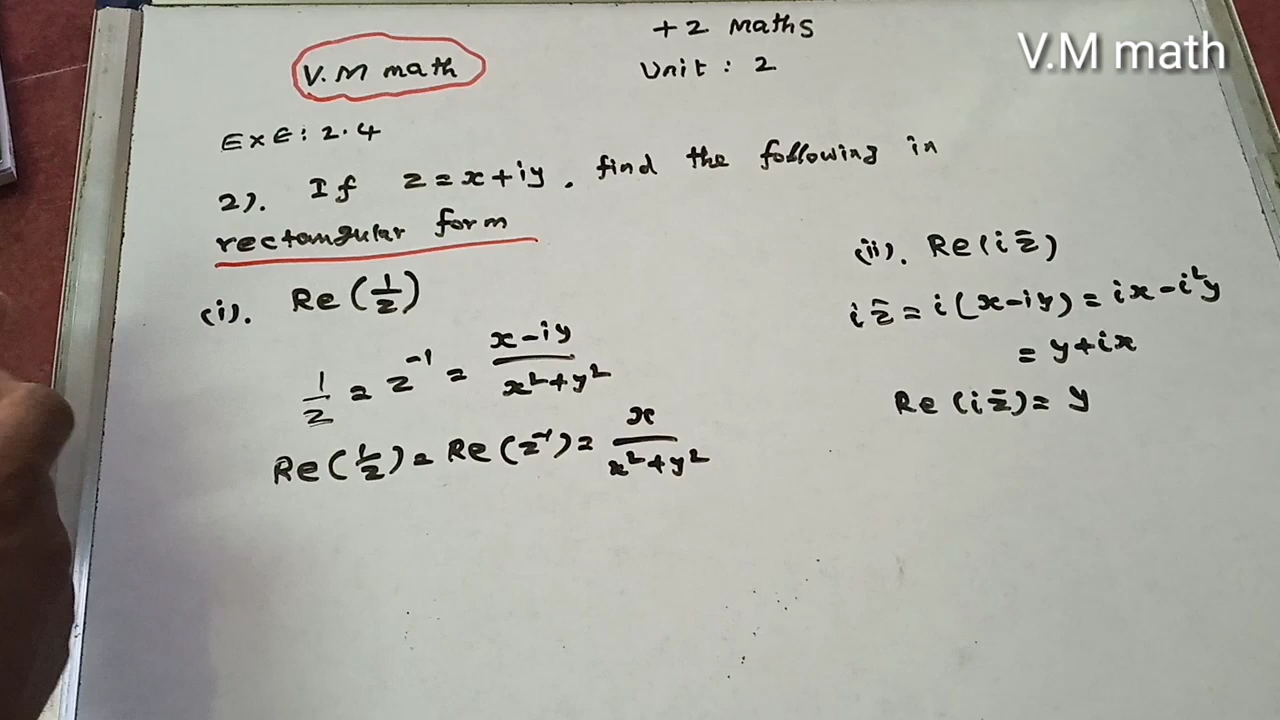 +2 Maths
V.M math
V.M math
Unit : 2
Exe: 2.4
2). If z=x+iy, find the following in
rectangular form
(i). Re(1/z)
1/z = z⁻¹ = (x-iy)/(x²+y²)
Re(1/z) = Re(z⁻¹) = x/(x²+y²)
(ii). Re(iz̄)
iz̄ = i(x-iy) = ix-i²y
= y+ix
Re(iz̄) = y